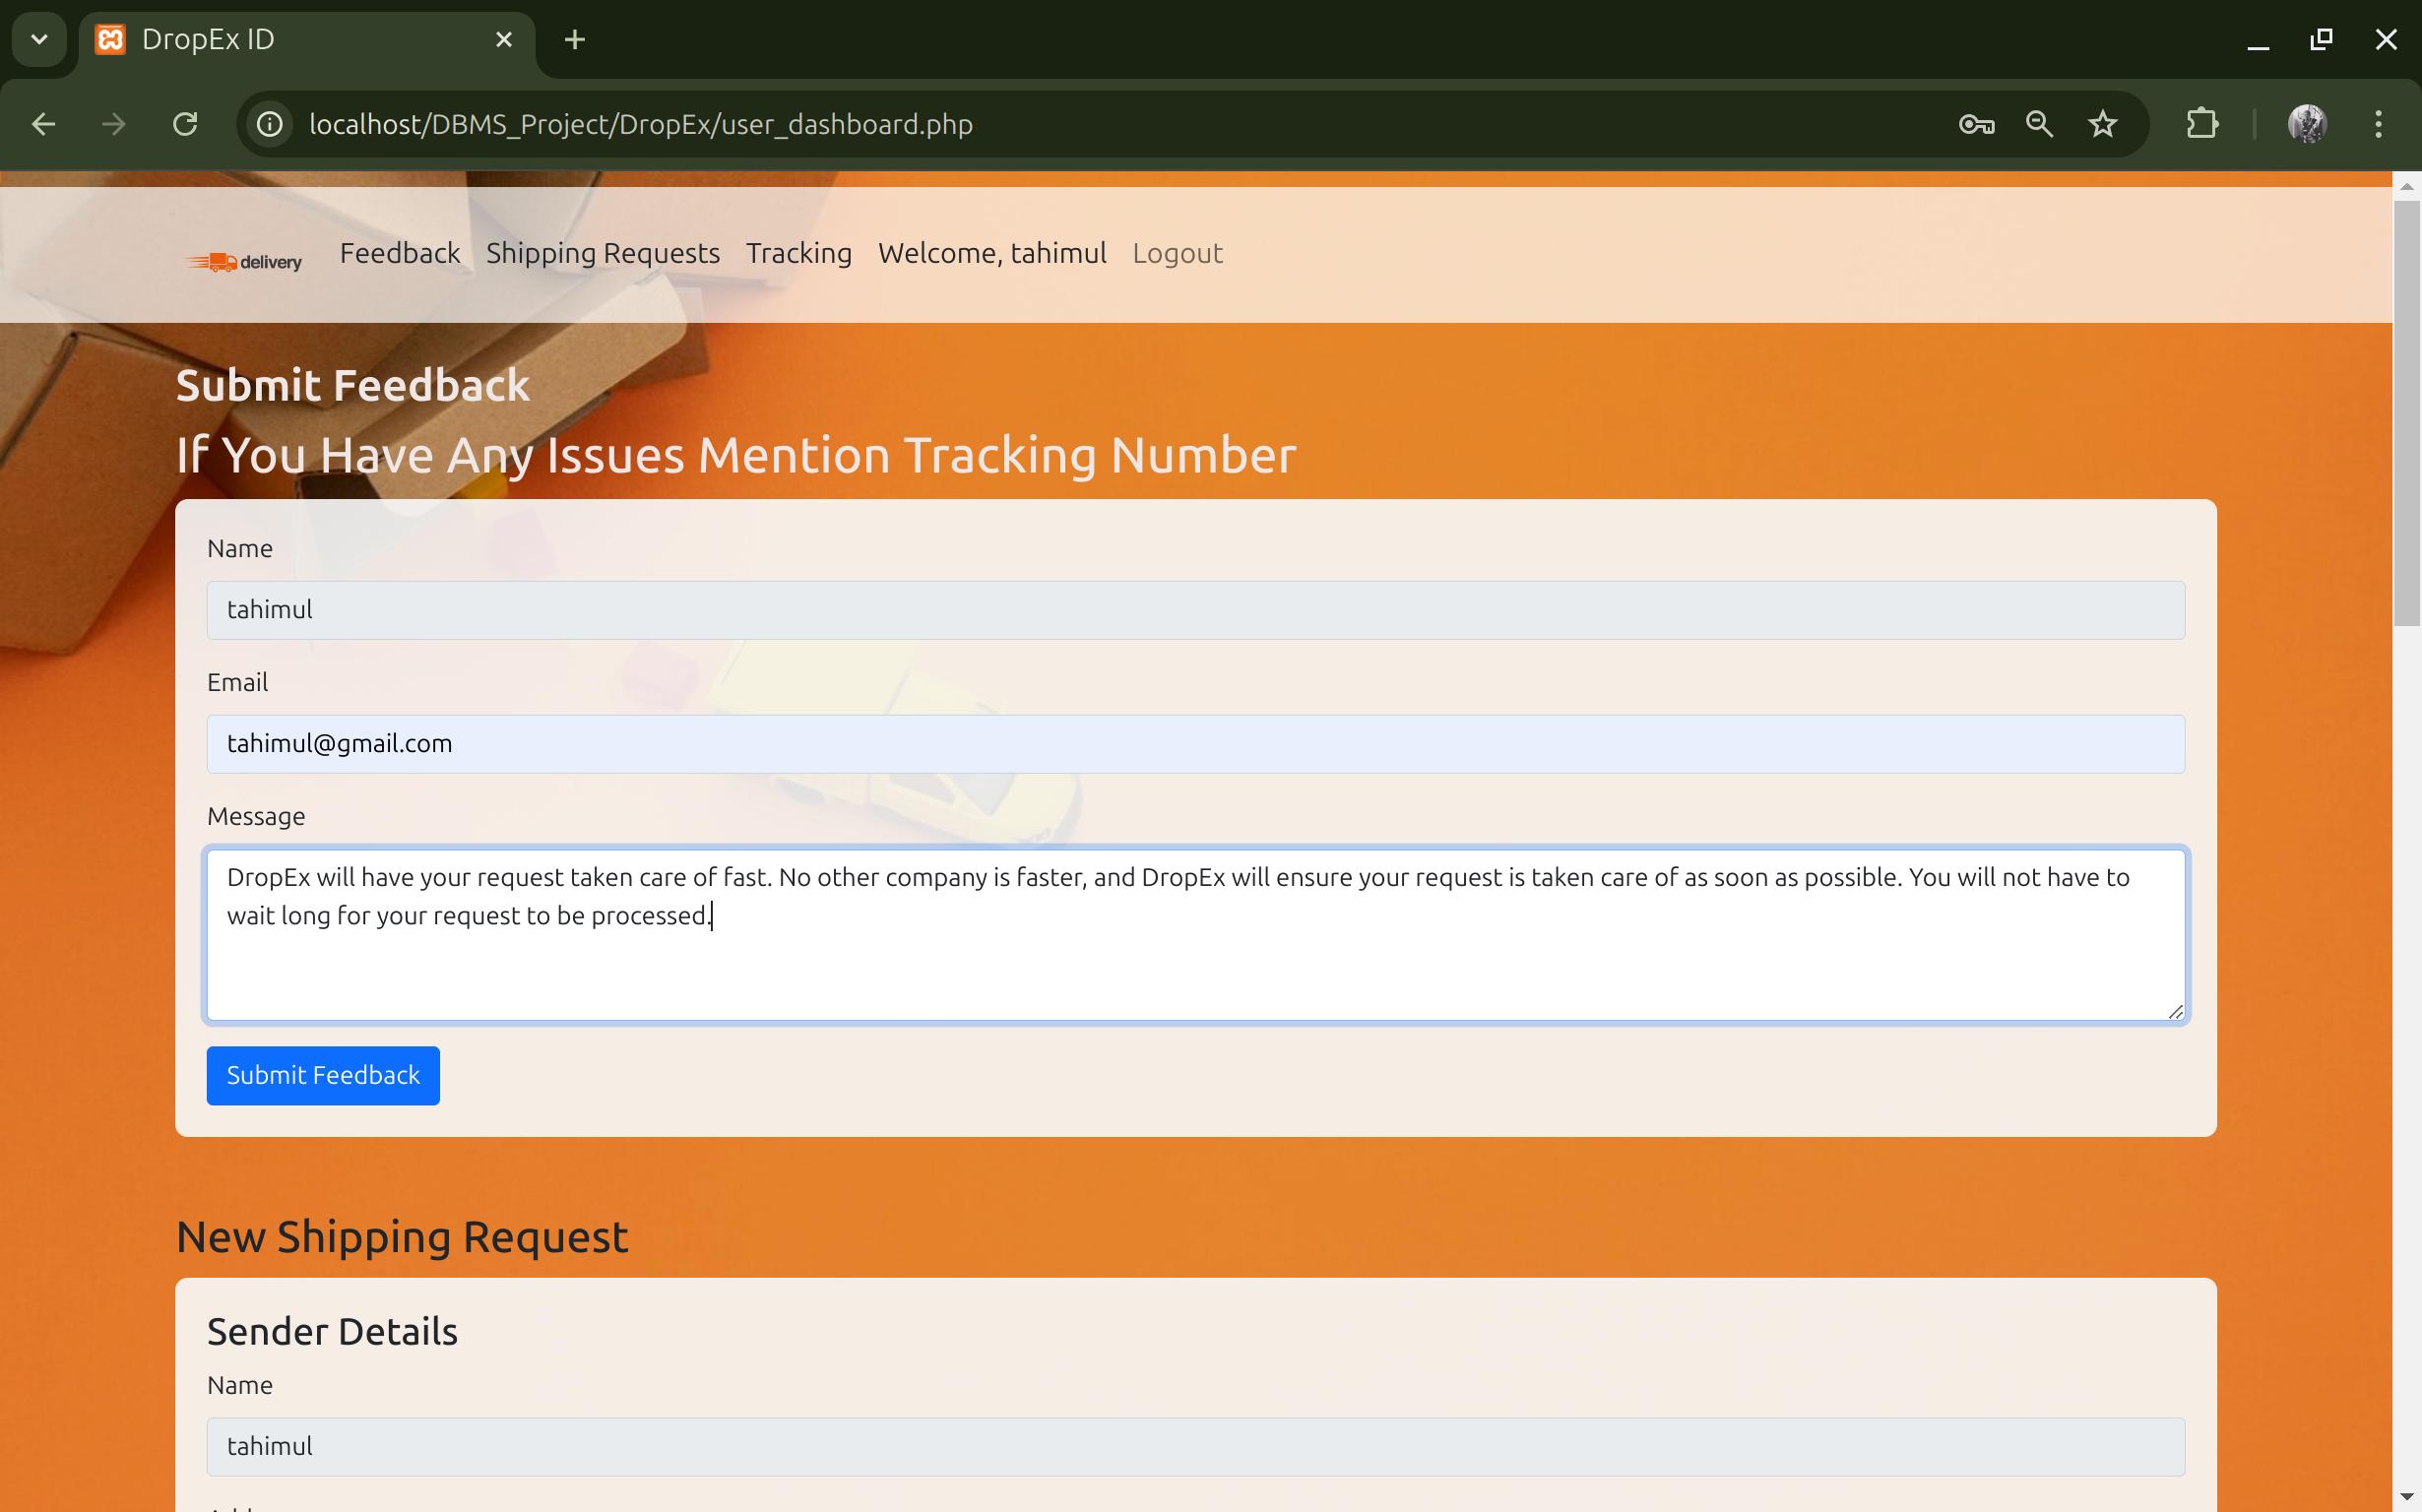 DropEx ID
localhost/DBMS_Project/DropEx/user_dashboard.php
delivery Feedback Shipping Requests Tracking Welcome, tahimul Logout
Submit Feedback
If You Have Any Issues Mention Tracking Number
Name
tahimul
Email
tahimul@gmail.com
Message
DropEx will have your request taken care of fast. No other company is faster, and DropEx will ensure your request is taken care of as soon as possible. You will not have to
wait long for your request to be processed.
Submit Feedback
New Shipping Request
Sender Details
Name
tahimul